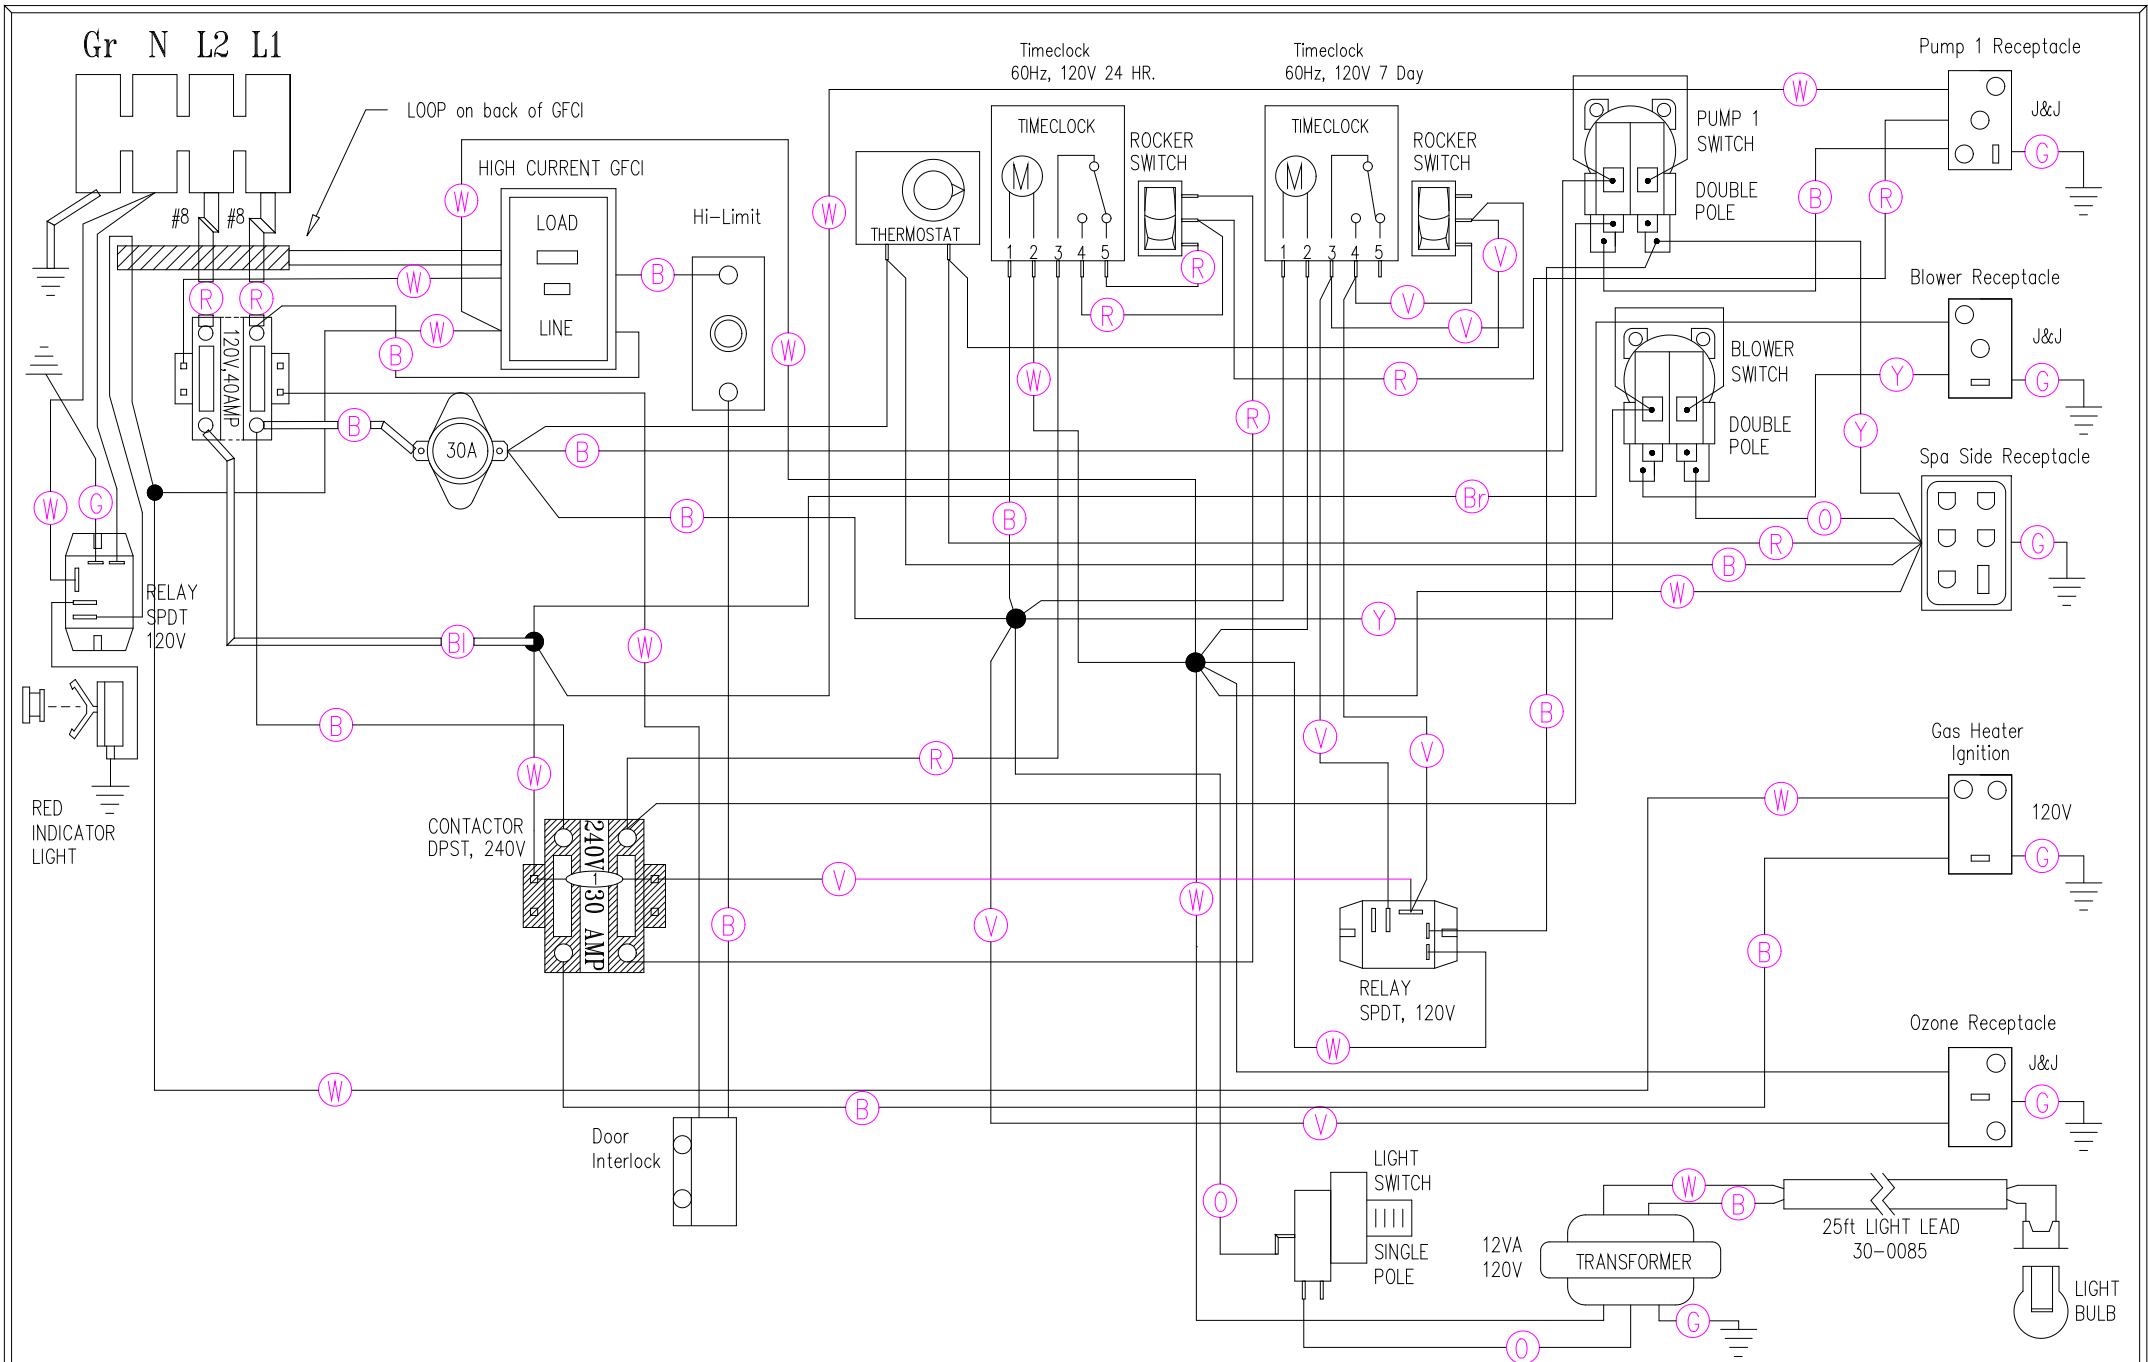 Gr N L2 L1
LOOP on back of GFCI
#8 #8
HIGH CURRENT GFCI
LOAD
LINE
Hi-Limit
Timeclock
60Hz, 120V 24 HR.
TIMECLOCK
M
1 2 3 4 5
ROCKER
SWITCH
THERMOSTAT
Timeclock
60Hz, 120V 7 Day
TIMECLOCK
M
1 2 3 4 5
ROCKER
SWITCH
PUMP 1
SWITCH
DOUBLE
POLE
Pump 1 Receptacle
J&J
W
G
B
R
W
W
W
R
R
B
W
W
B
W
120V,40AMP
R
R
V
V
V
R
R
Blower Receptacle
J&J
G
Y
BLOWER
SWITCH
DOUBLE
POLE
Y
Spa Side Receptacle
G
30A
B
B
B
W
G
W
B
Br
O
R
B
W
Y
RELAY
SPDT
120V
Bl
W
B
R
W
V
V
B
RED
INDICATOR
LIGHT
CONTACTOR
DPST, 240V
240V-30 AMP
1
V
B
V
W
B
Gas Heater
Ignition
120V
W
G
RELAY
SPDT, 120V
W
W
B
V
Ozone Receptacle
J&J
G
Door
Interlock
O
LIGHT
SWITCH
SINGLE
POLE
12VA
120V
TRANSFORMER
W
B
25ft LIGHT LEAD
30-0085
LIGHT
BULB
G
O